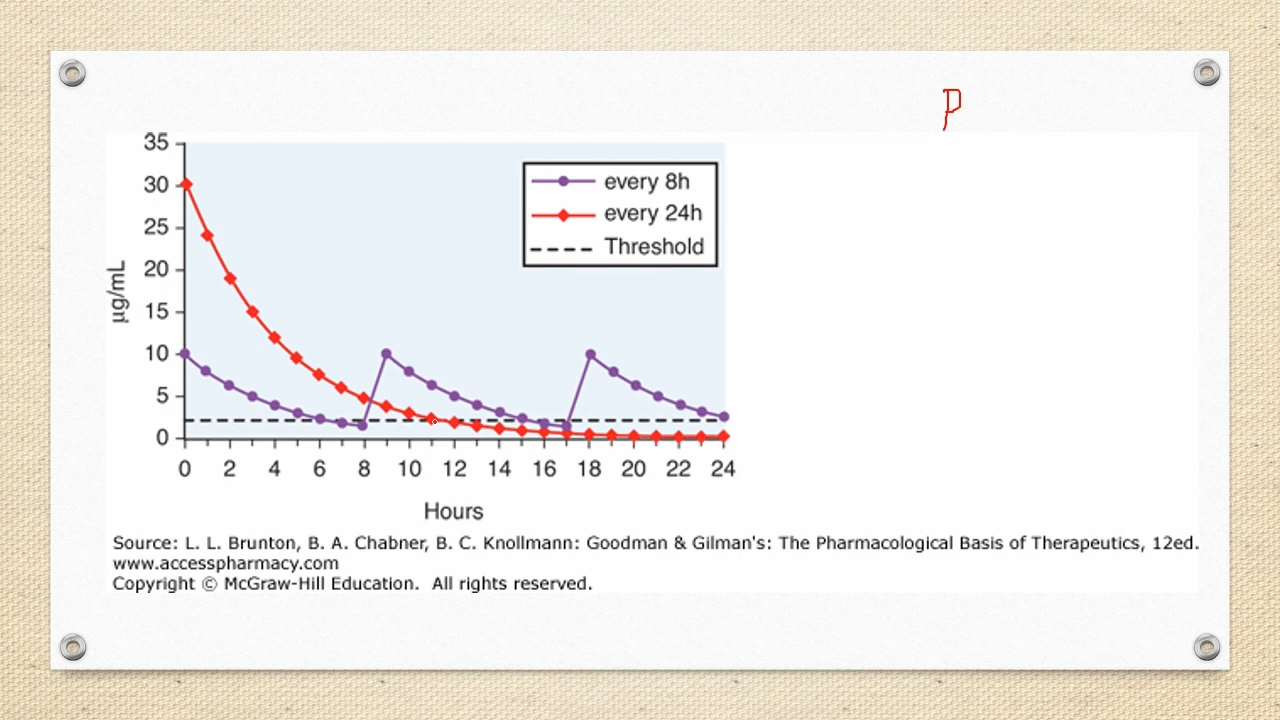 P
35
30
25
20
15
10
5
0
µg/mL
every 8h
every 24h
Threshold
0 2 4 6 8 10 12 14 16 18 20 22 24
Hours
Source: L. L. Brunton, B. A. Chabner, B. C. Knollmann: Goodman & Gilman's: The Pharmacological Basis of Therapeutics, 12ed.
www.accesspharmacy.com
Copyright © McGraw-Hill Education. All rights reserved.